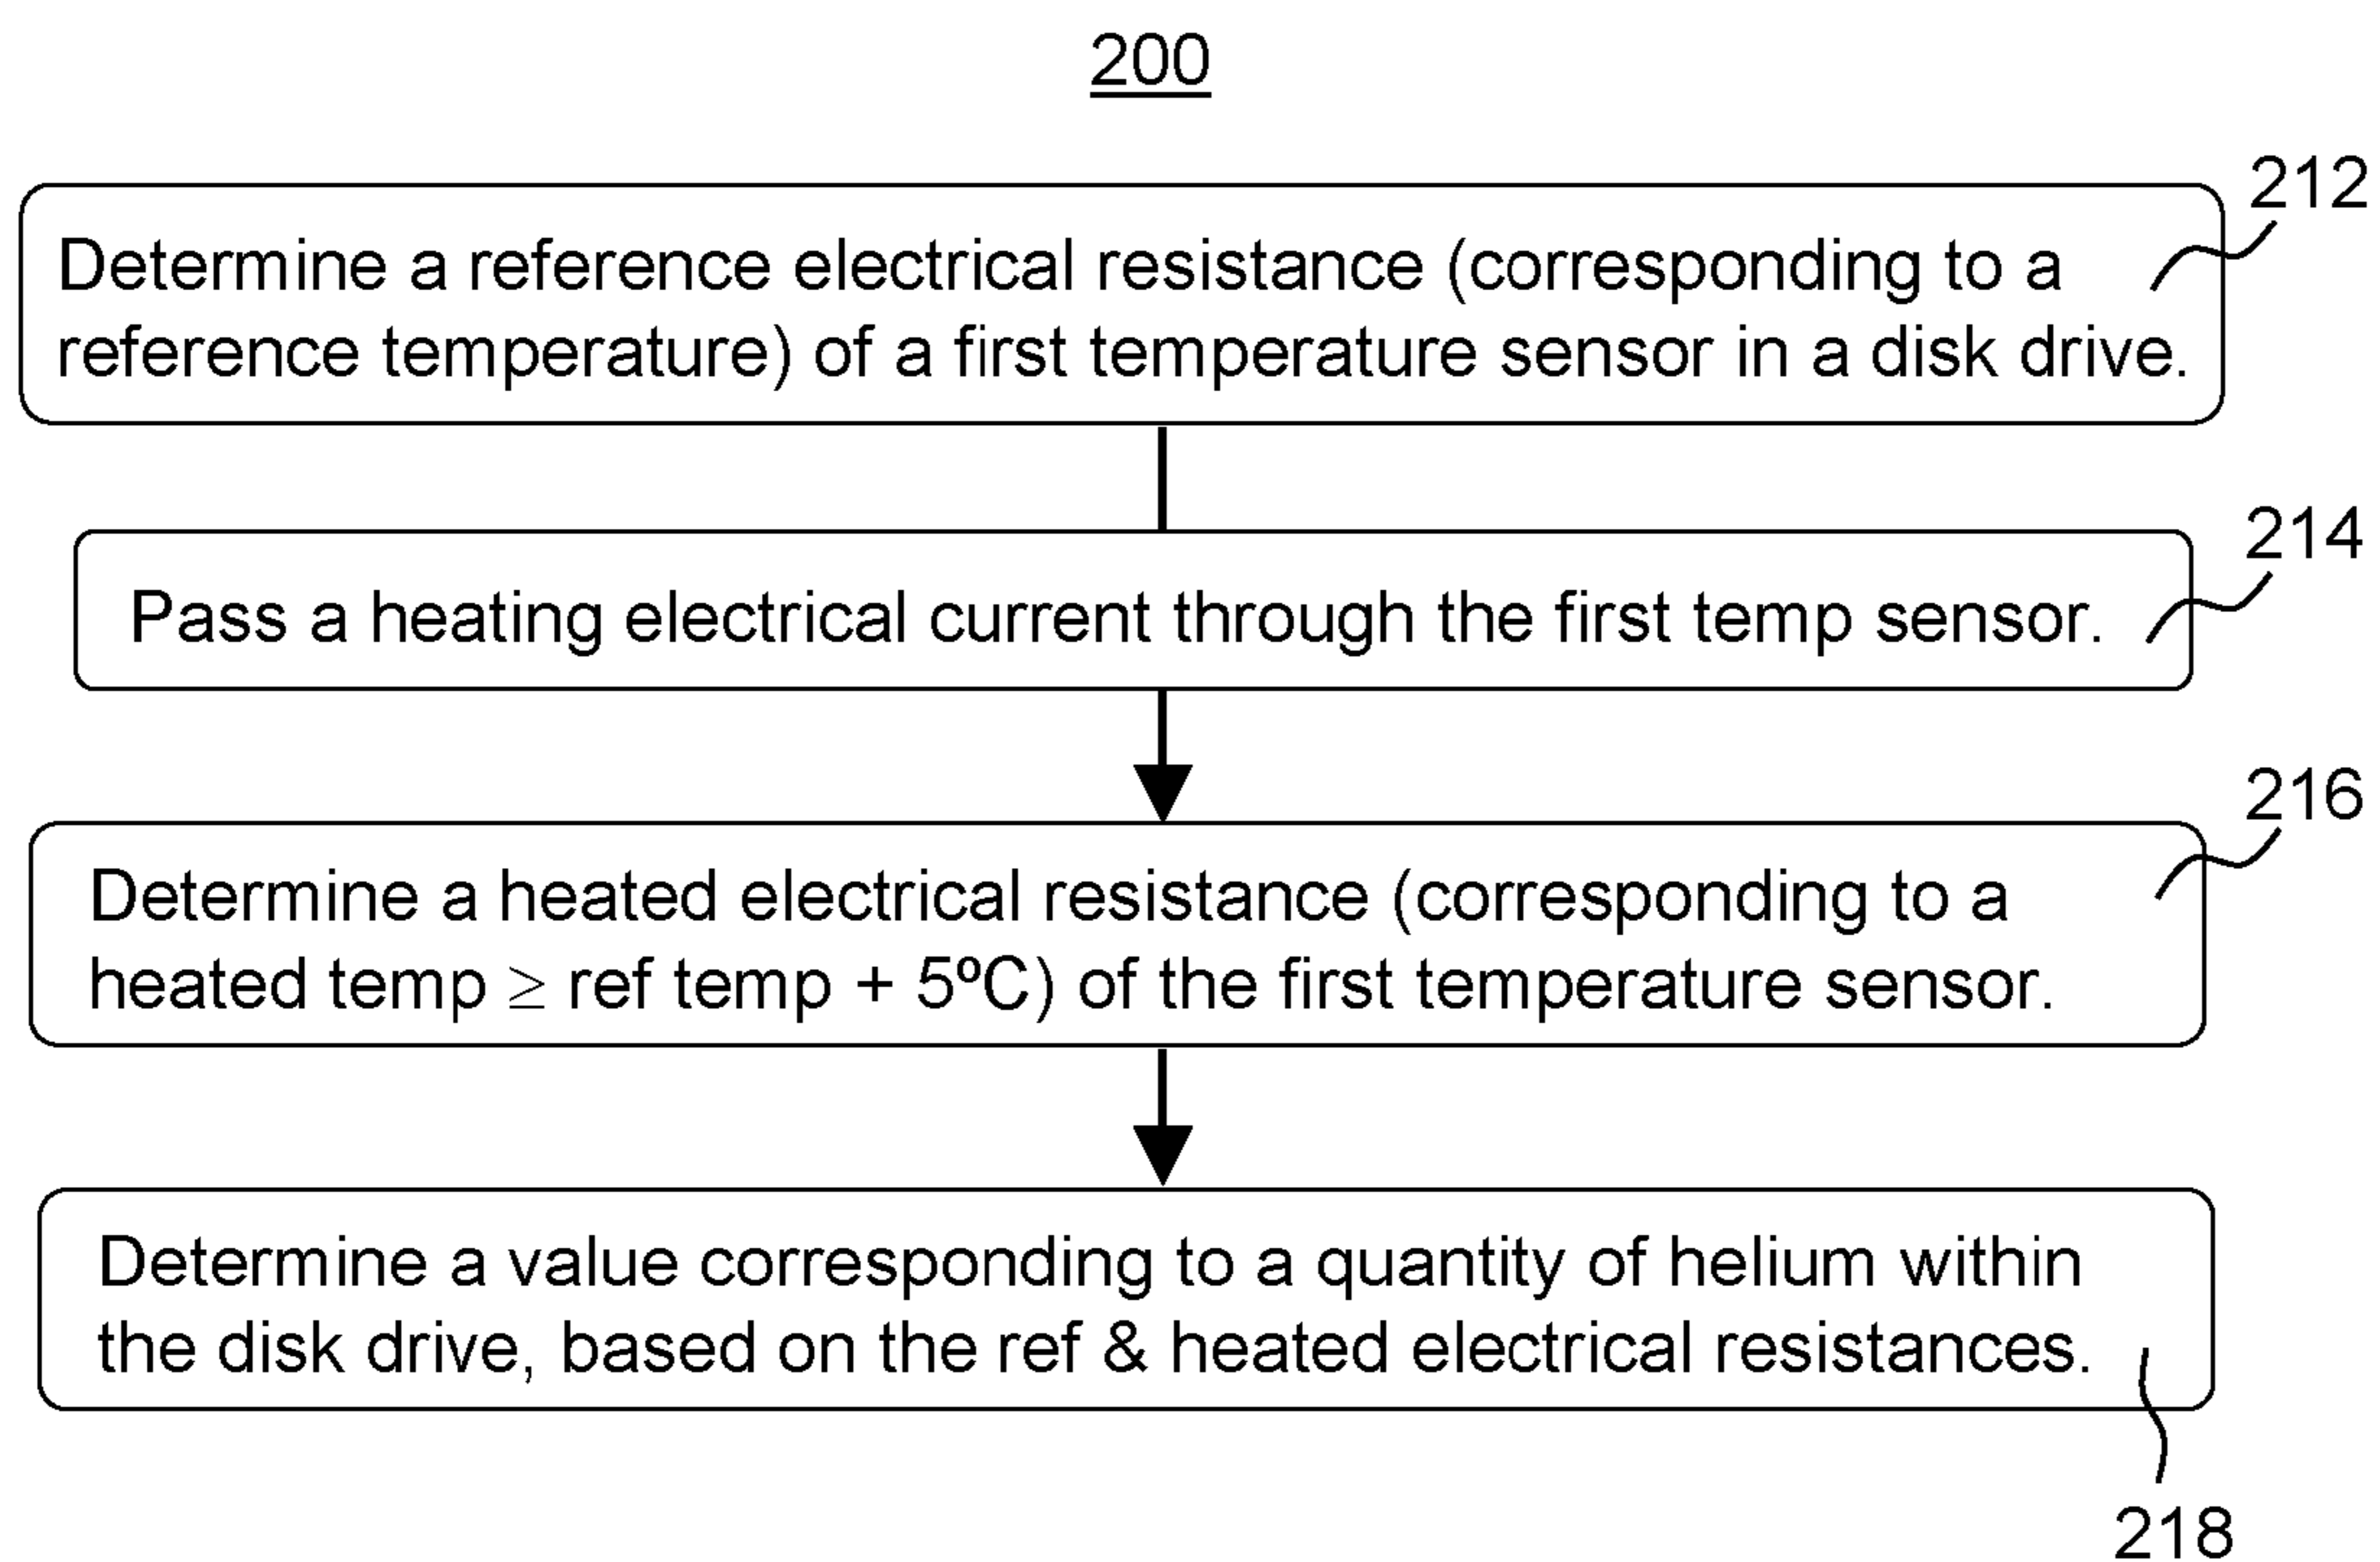 200
212
Determine a reference electrical resistance (corresponding to a
reference temperature) of a first temperature sensor in a disk drive.
214
Pass a heating electrical current through the first temp sensor.
216
Determine a heated electrical resistance (corresponding to a
heated temp ≥ ref temp + 5ºC) of the first temperature sensor.
Determine a value corresponding to a quantity of helium within
the disk drive, based on the ref & heated electrical resistances.
218